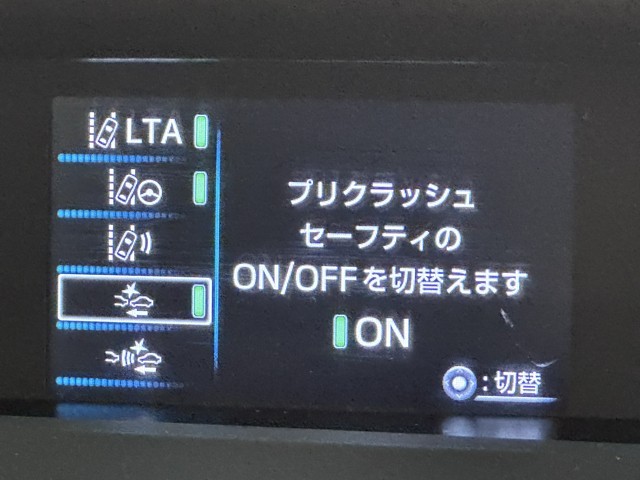 LTA
プリクラッシュ
セーフティの
ON/OFFを切替えます
ON
:切替